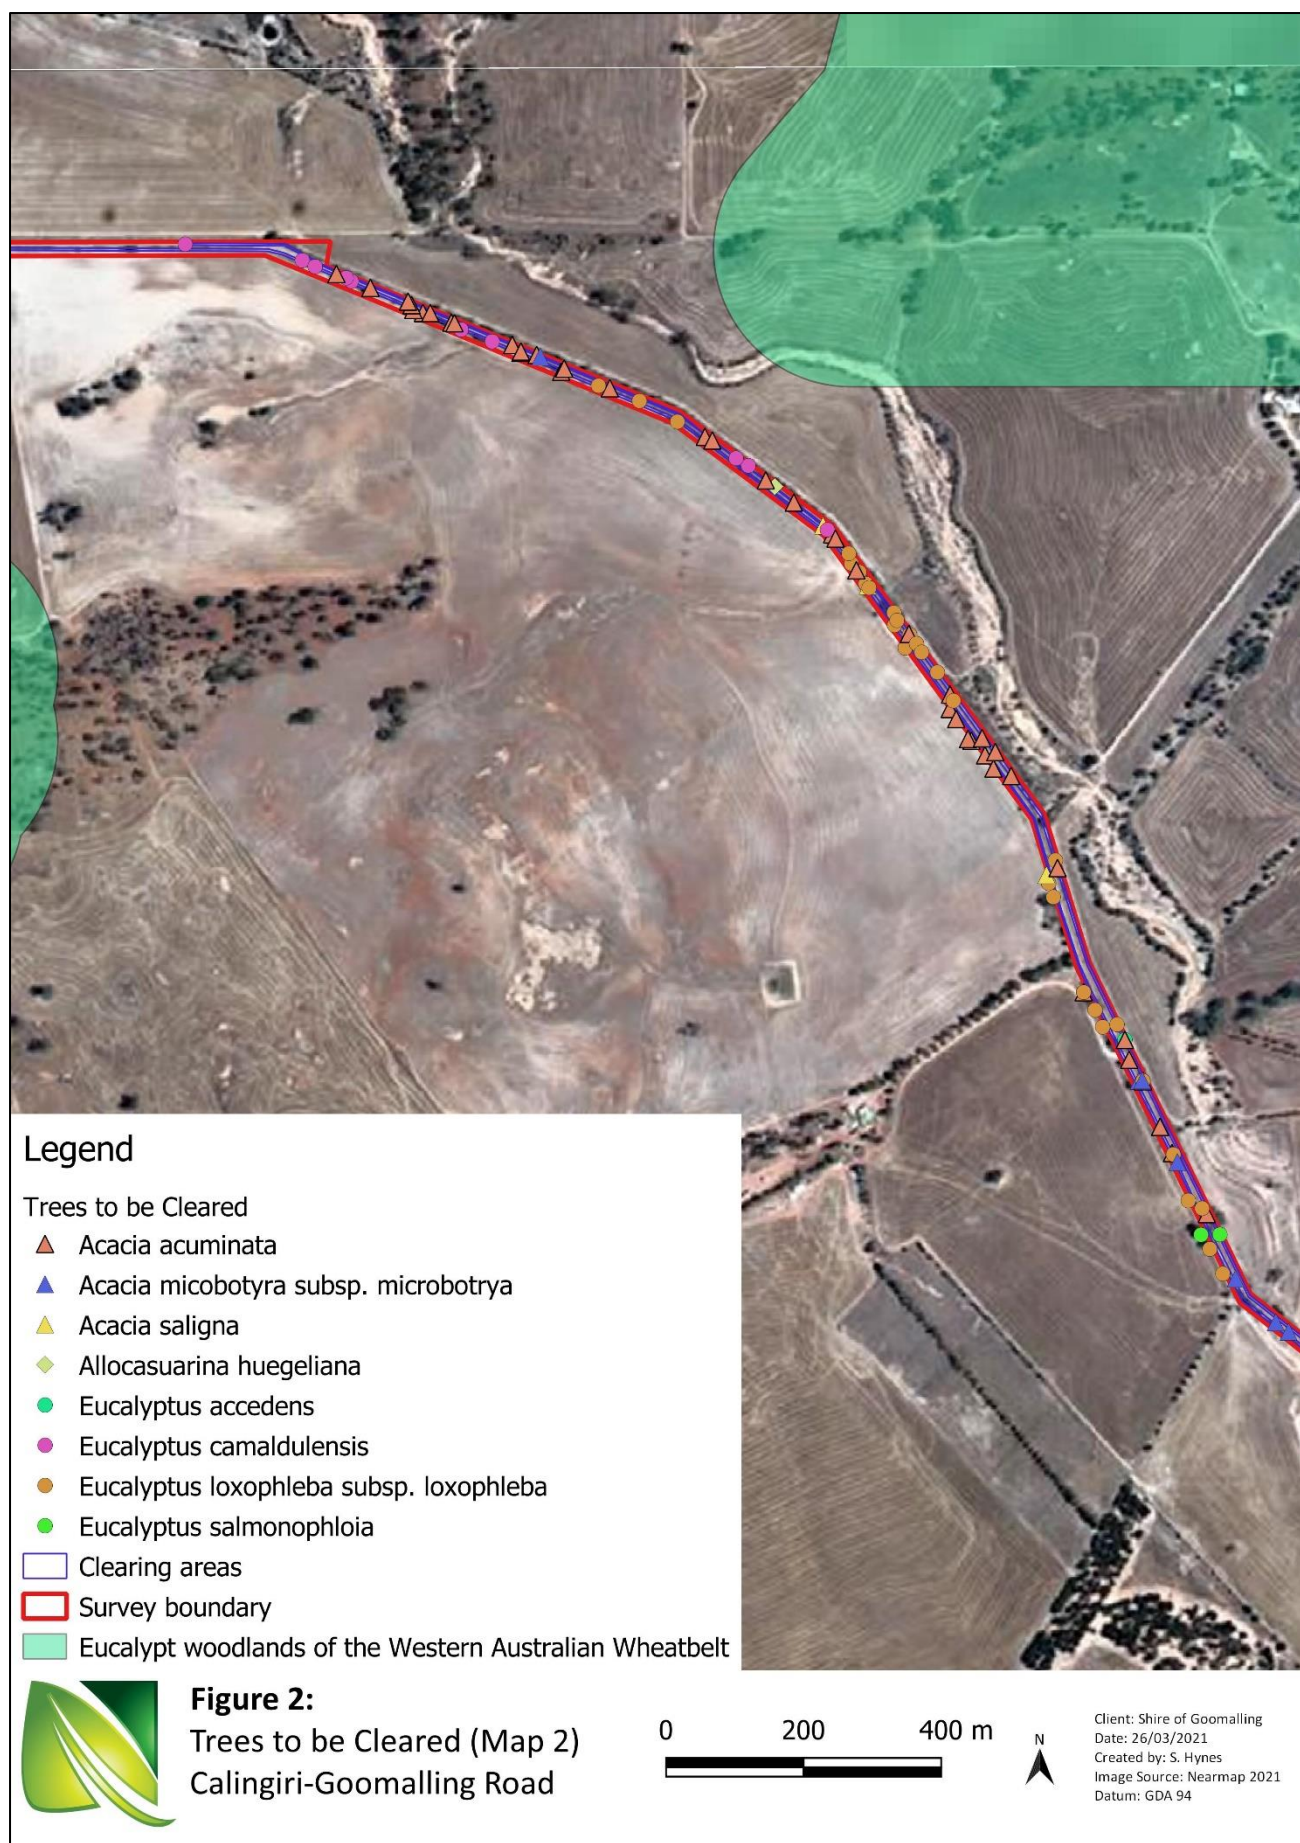 Legend
Trees to be Cleared
Acacia acuminata
Acacia micobotyra subsp. microbotrya
Acacia saligna
Allocasuarina huegeliana
Eucalyptus accedens
Eucalyptus camaldulensis
Eucalyptus loxophleba subsp. loxophleba
Eucalyptus salmonophloia
Clearing areas
Survey boundary
Eucalypt woodlands of the Western Australian Wheatbelt
Figure 2:
Trees to be Cleared (Map 2)
Calingiri-Goomalling Road
0 200 400 m
N
Client: Shire of Goomalling
Date: 26/03/2021
Created by: S. Hynes
Image Source: Nearmap 2021
Datum: GDA 94